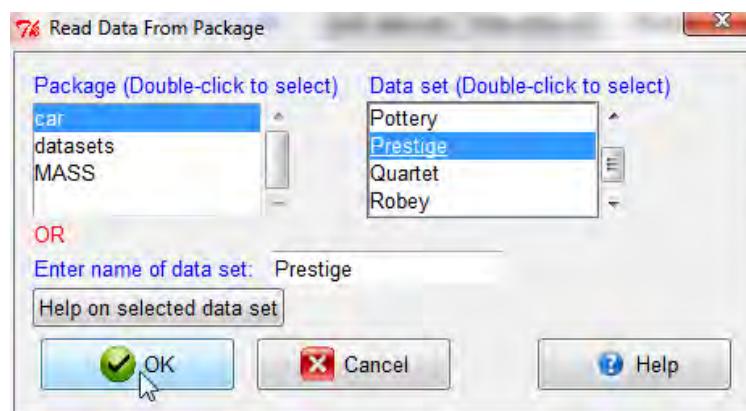 Read Data From Package
Package (Double-click to select)
car
datasets
MASS
Data set (Double-click to select)
Pottery
Prestige
Quartet
Robey
OR
Enter name of data set: Prestige
Help on selected data set
OK
Cancel
Help